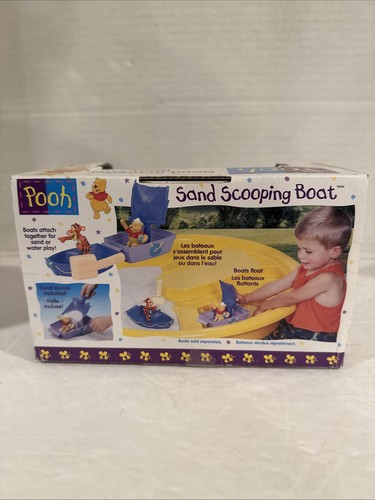 Pooh
Sand Scooping Boat
Boats attach
together for
sand or
water play!
Les bateaux
s'assemblent pour
jeux dans le sable
ou dans l'eau!
Boats float
Les bateaux
flottants
Boats sold separately.
Bateaux vendus séparément.